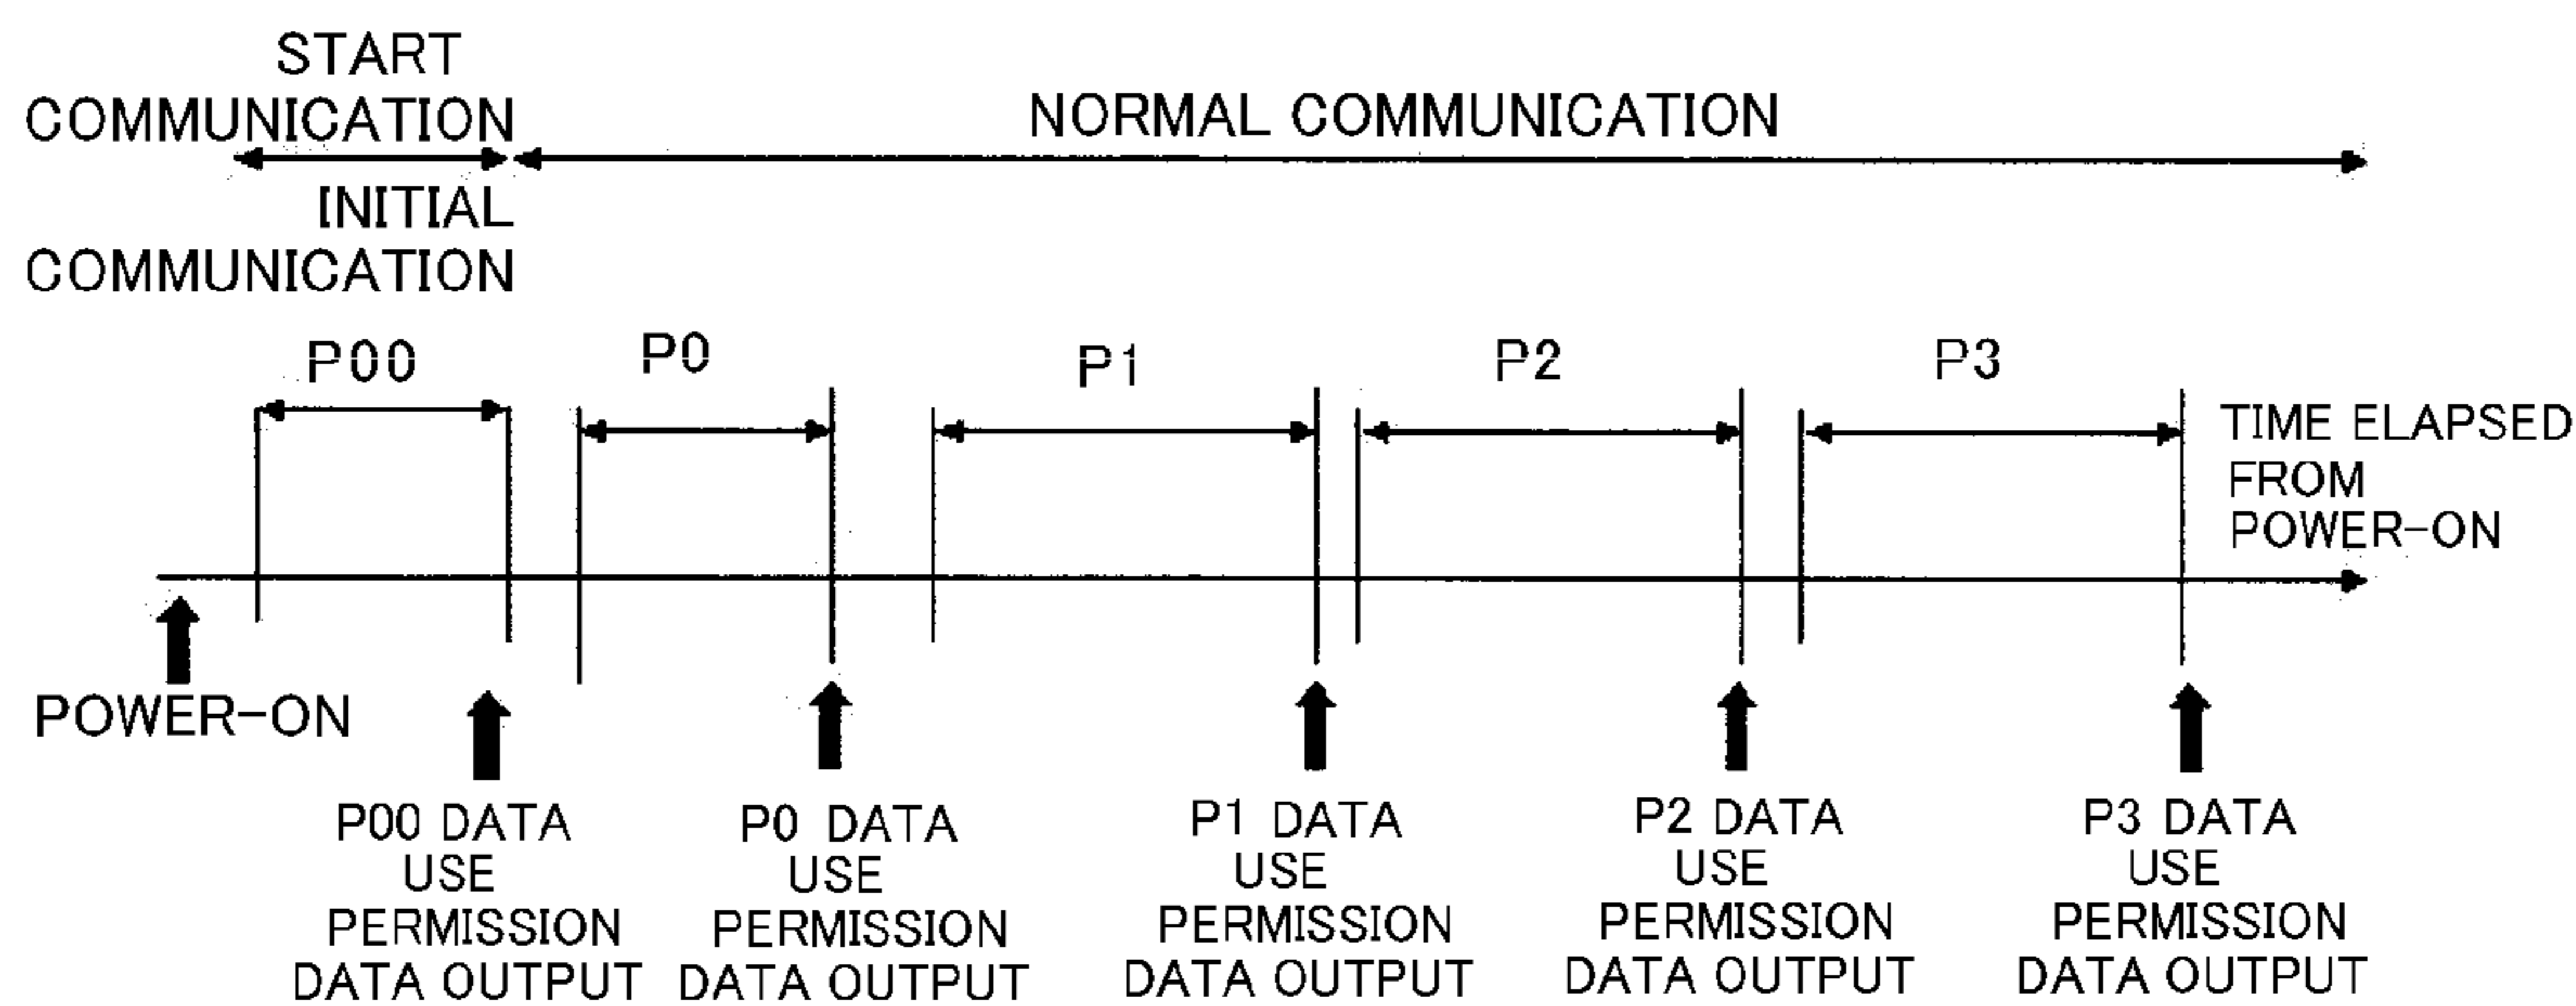 START
COMMUNICATION
NORMAL COMMUNICATION
INITIAL
COMMUNICATION
P00
P0
P1
P2
P3
TIME ELAPSED
FROM
POWER-ON
POWER-ON
P00 DATA
USE
PERMISSION
DATA OUTPUT
P0 DATA
USE
PERMISSION
DATA OUTPUT
P1 DATA
USE
PERMISSION
DATA OUTPUT
P2 DATA
USE
PERMISSION
DATA OUTPUT
P3 DATA
USE
PERMISSION
DATA OUTPUT